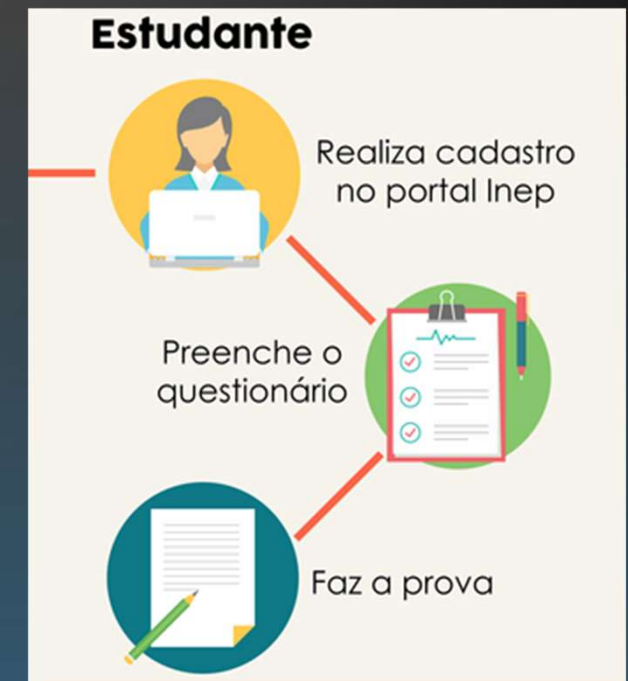 Estudante
Realiza cadastro
no portal Inep
Preenche o
questionário
Faz a prova